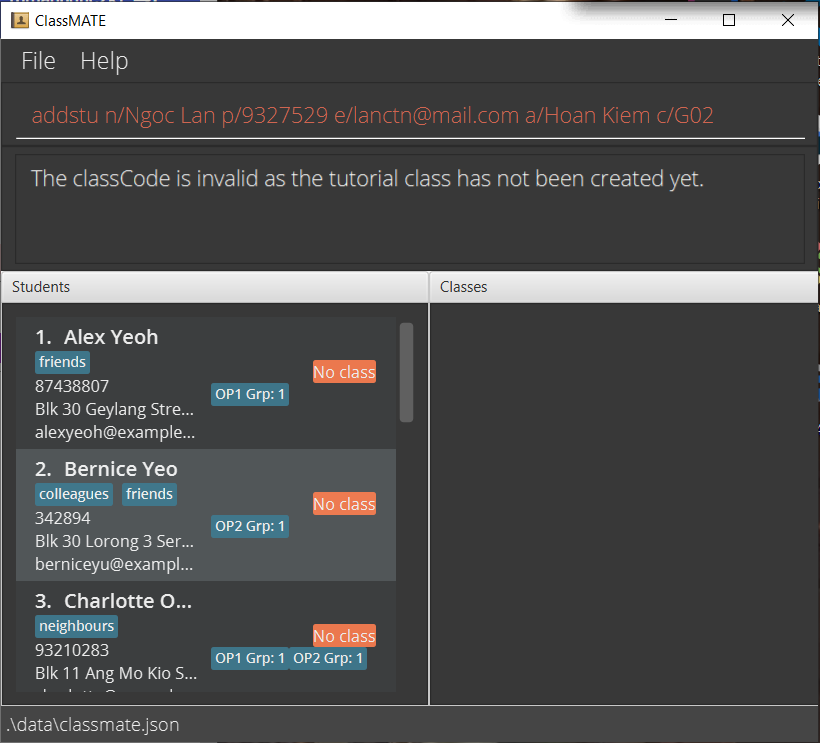 ClassMATE
File Help
addstu n/Ngoc Lan p/9327529 e/lanctn@mail.com a/Hoan Kiem c/G02
The classCode is invalid as the tutorial class has not been created yet.
Students
Classes
1. Alex Yeoh
friends
87438807
Blk 30 Geylang Stre...
alexyeoh@example...
OP1 Grp: 1
No class
2. Bernice Yeo
colleagues friends
342894
Blk 30 Lorong 3 Ser...
berniceyu@exampl...
OP2 Grp: 1
No class
3. Charlotte O...
neighbours
93210283
Blk 11 Ang Mo Kio S...
OP1 Grp: 1 OP2 Grp: 1
No class
.\data\classmate.json